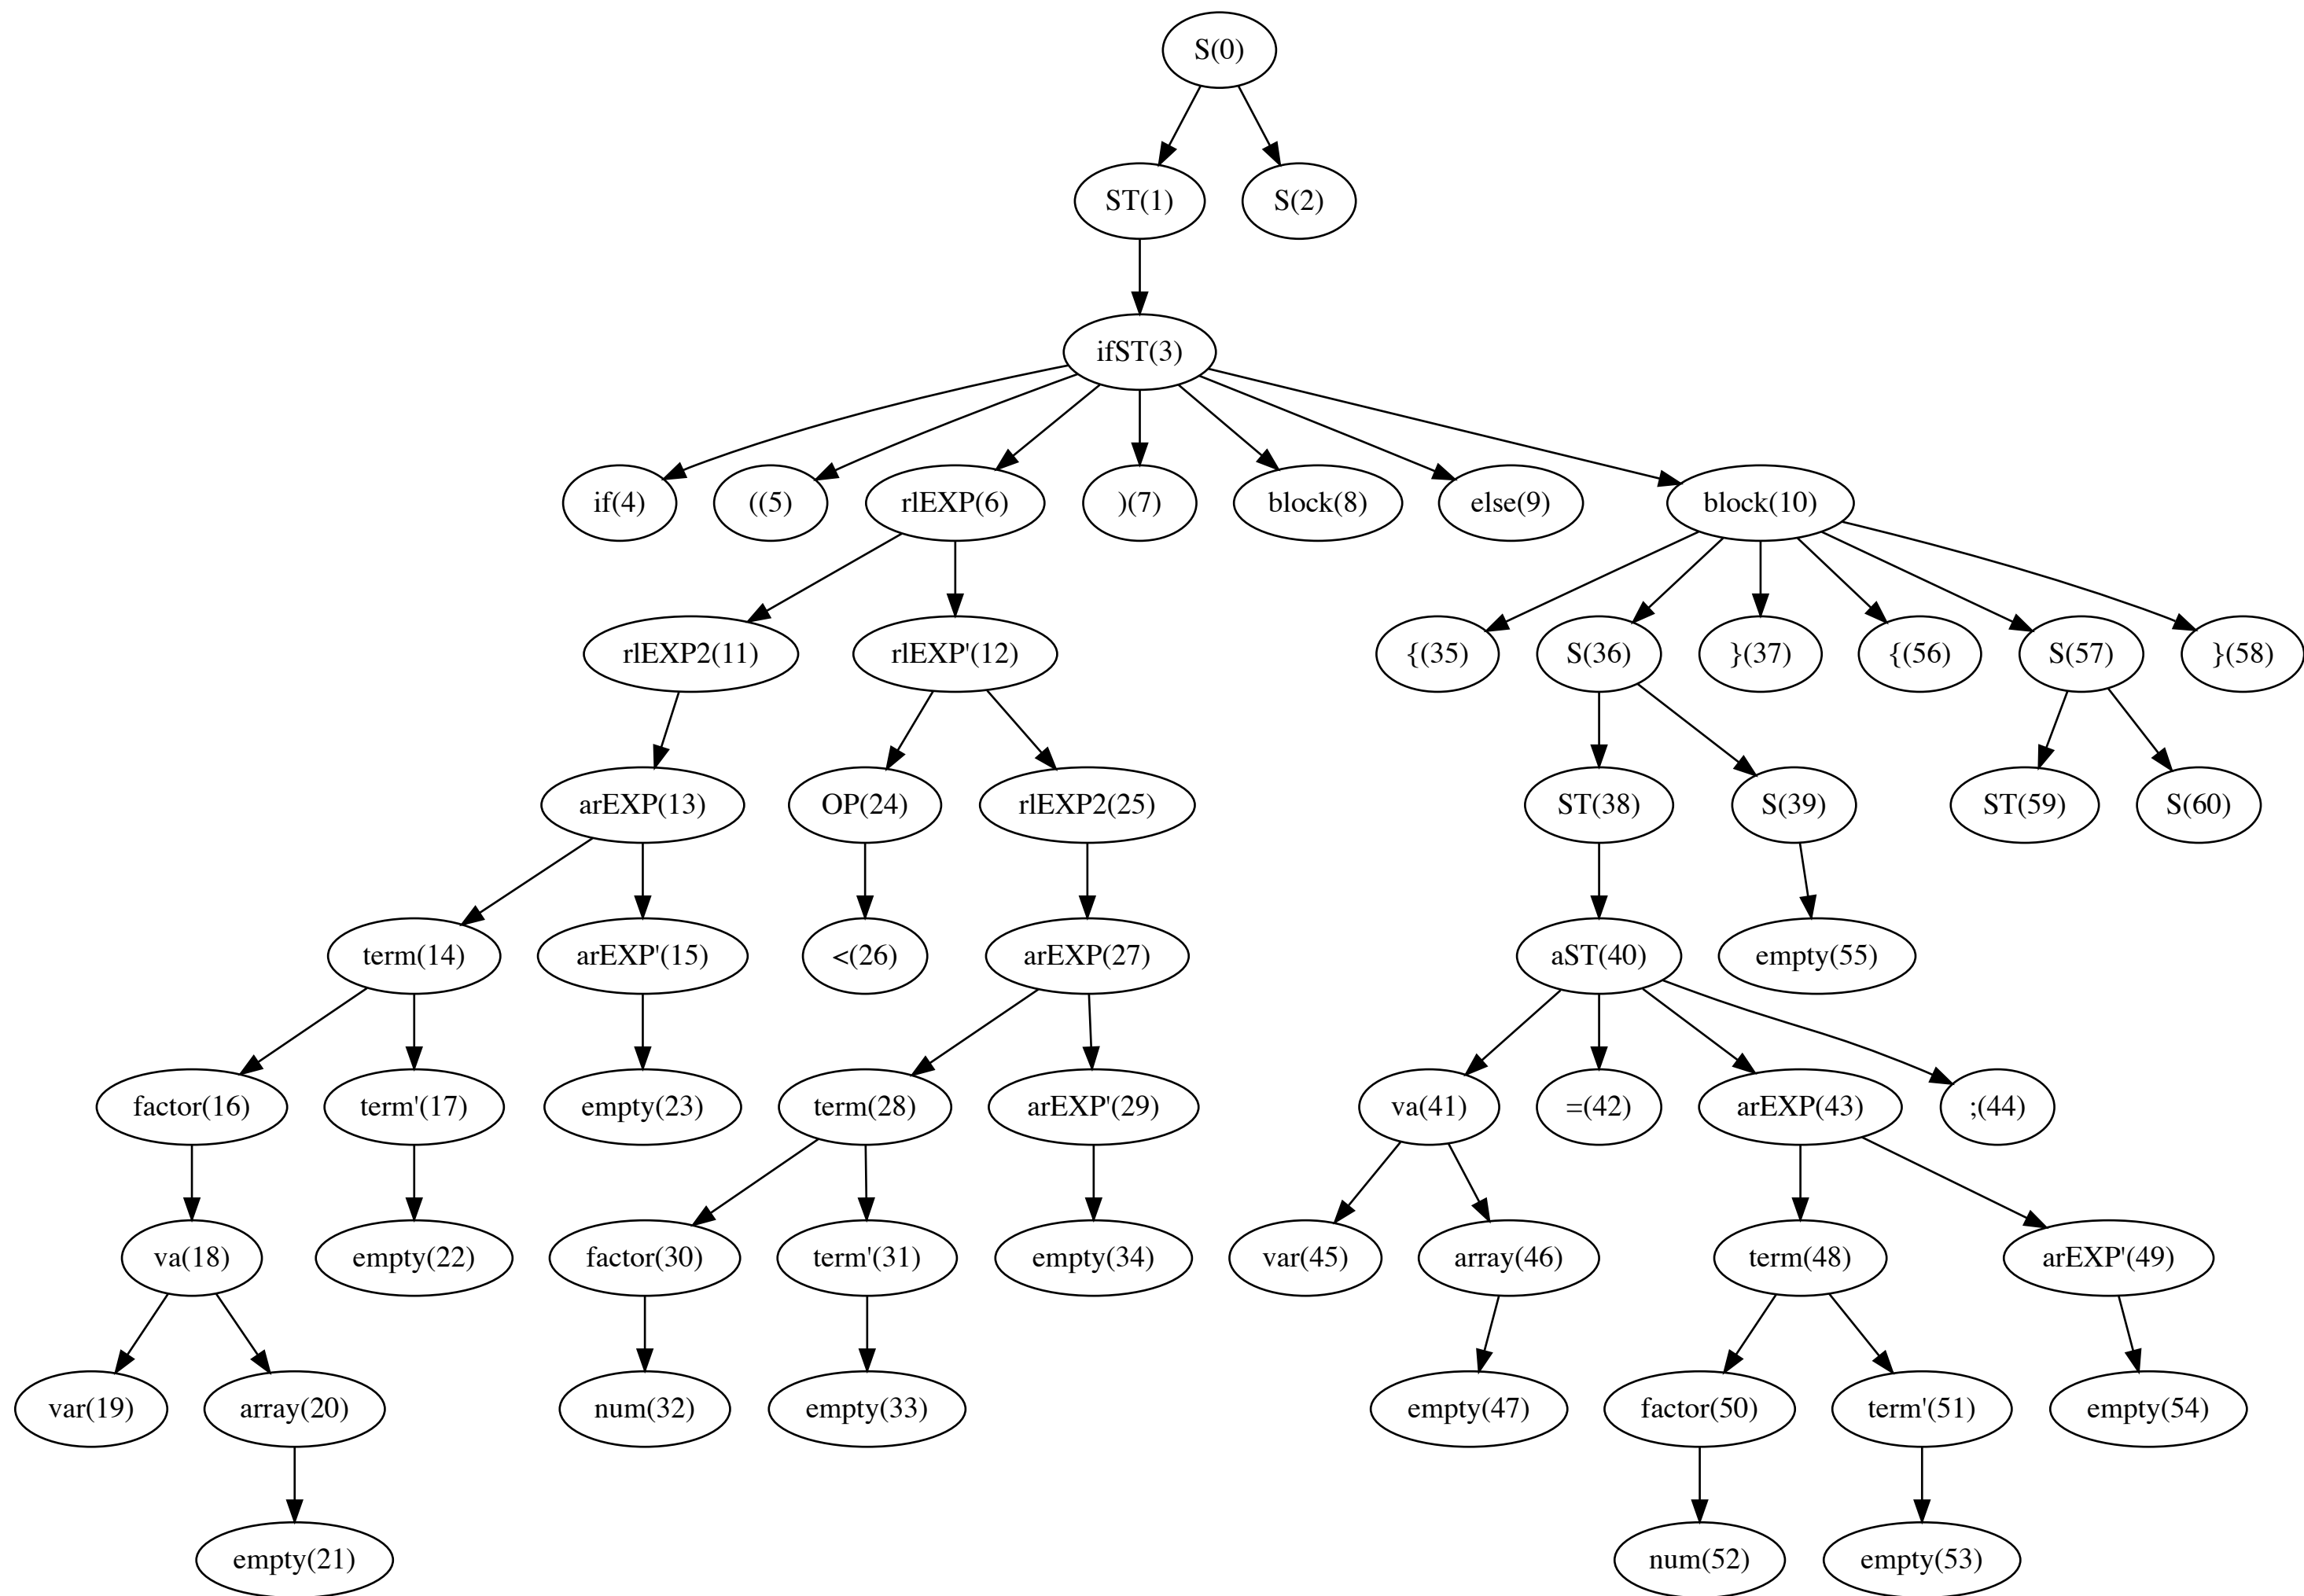 S(0)
ST(1) S(2)
ifST(3)
if(4) ((5) rlEXP(6) )(7) block(8) else(9) block(10)
rlEXP2(11) rlEXP'(12) {(35) S(36) }(37) {(56) S(57) }(58)
arEXP(13) OP(24) rlEXP2(25) ST(38) S(39) ST(59) S(60)
term(14) arEXP'(15) <(26) arEXP(27) aST(40) empty(55)
factor(16) term'(17) empty(23) term(28) arEXP'(29) va(41) =(42) arEXP(43) ;(44)
va(18) empty(22) factor(30) term'(31) empty(34) var(45) array(46) term(48) arEXP'(49)
var(19) array(20) num(32) empty(33) empty(47) factor(50) term'(51) empty(54)
empty(21) num(52) empty(53)